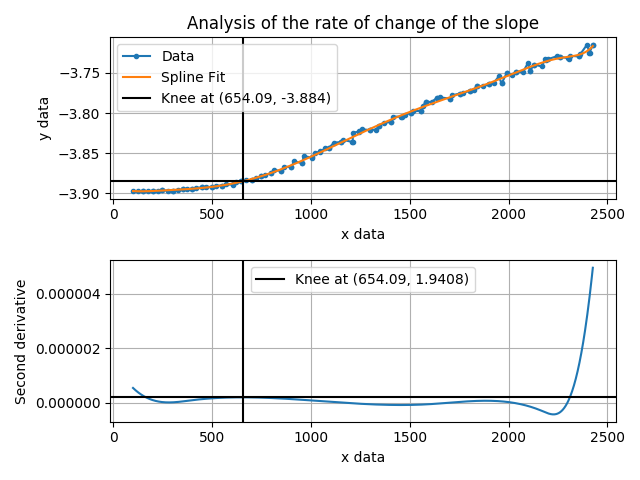 Analysis of the rate of change of the slope
Data
Spline Fit
Knee at (654.09, -3.884)
y data
−3.75
−3.80
−3.85
−3.90
0 500 1000 1500 2000 2500
x data
Knee at (654.09, 1.9408)
Second derivative
0.000004
0.000002
0.000000
0 500 1000 1500 2000 2500
x data